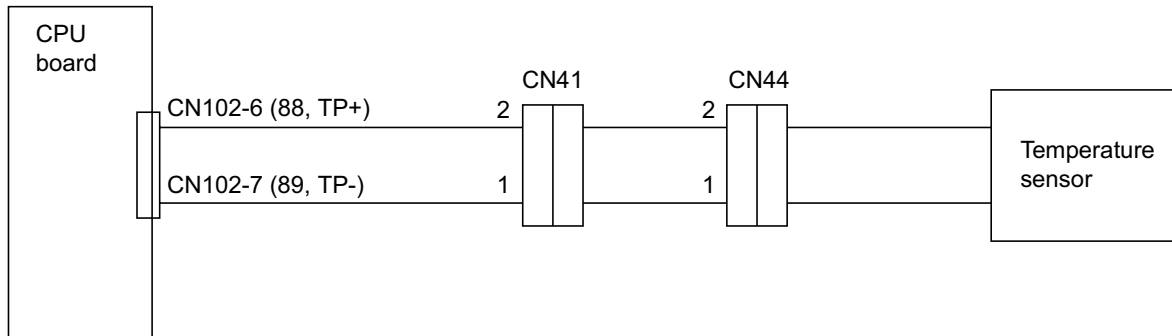 CPU
board
CN41
CN44
CN102-6 (88, TP+)
2
2
CN102-7 (89, TP-)
1
1
Temperature
sensor